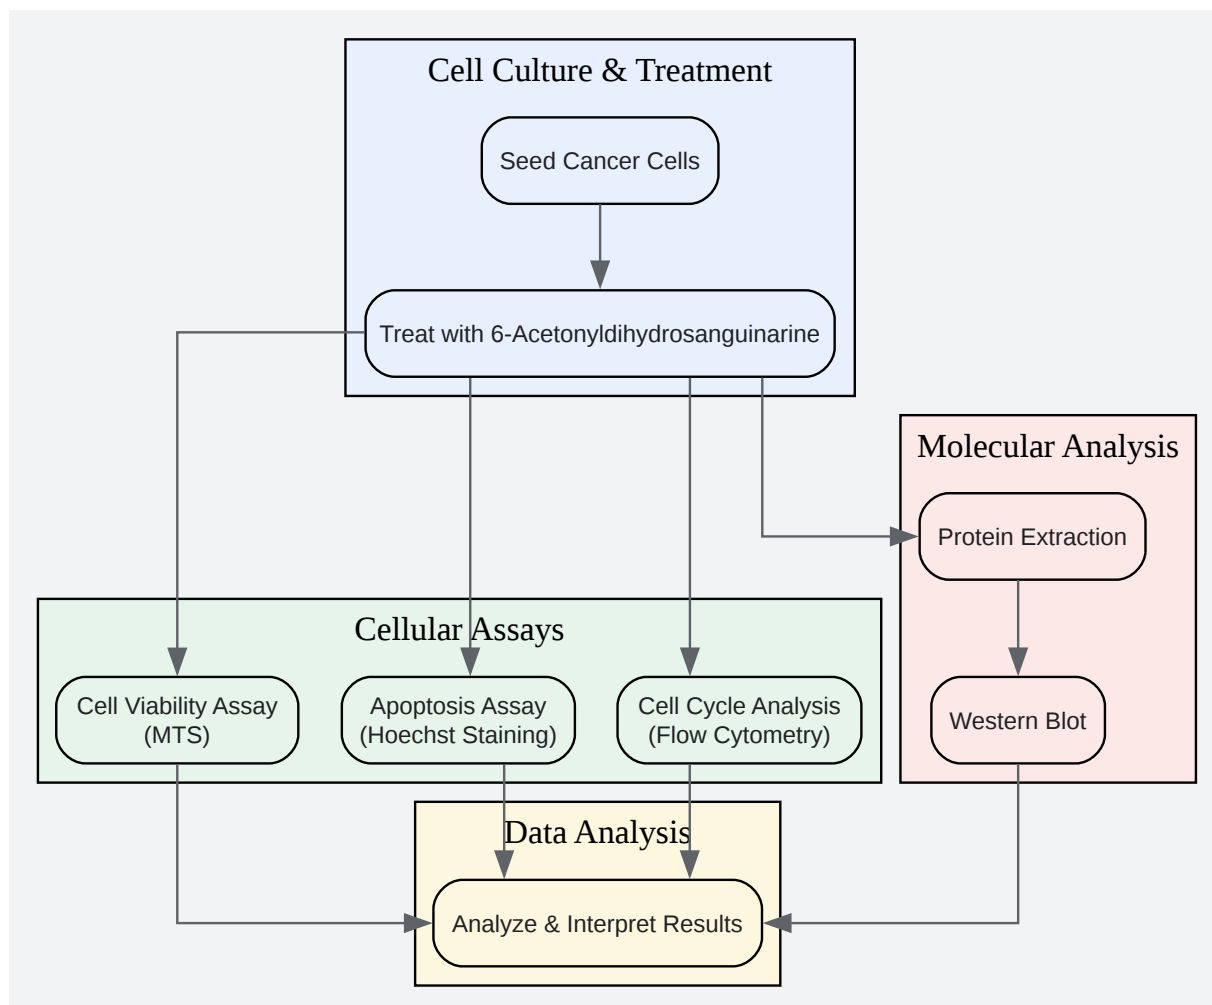 Cell Culture & Treatment
Seed Cancer Cells
Treat with 6-Acetonyldihydrosanguinarine
Molecular Analysis
Protein Extraction
Cellular Assays
Cell Viability Assay
(MTS)
Apoptosis Assay
(Hoechst Staining)
Cell Cycle Analysis
(Flow Cytometry)
Western Blot
Data Analysis
Analyze & Interpret Results